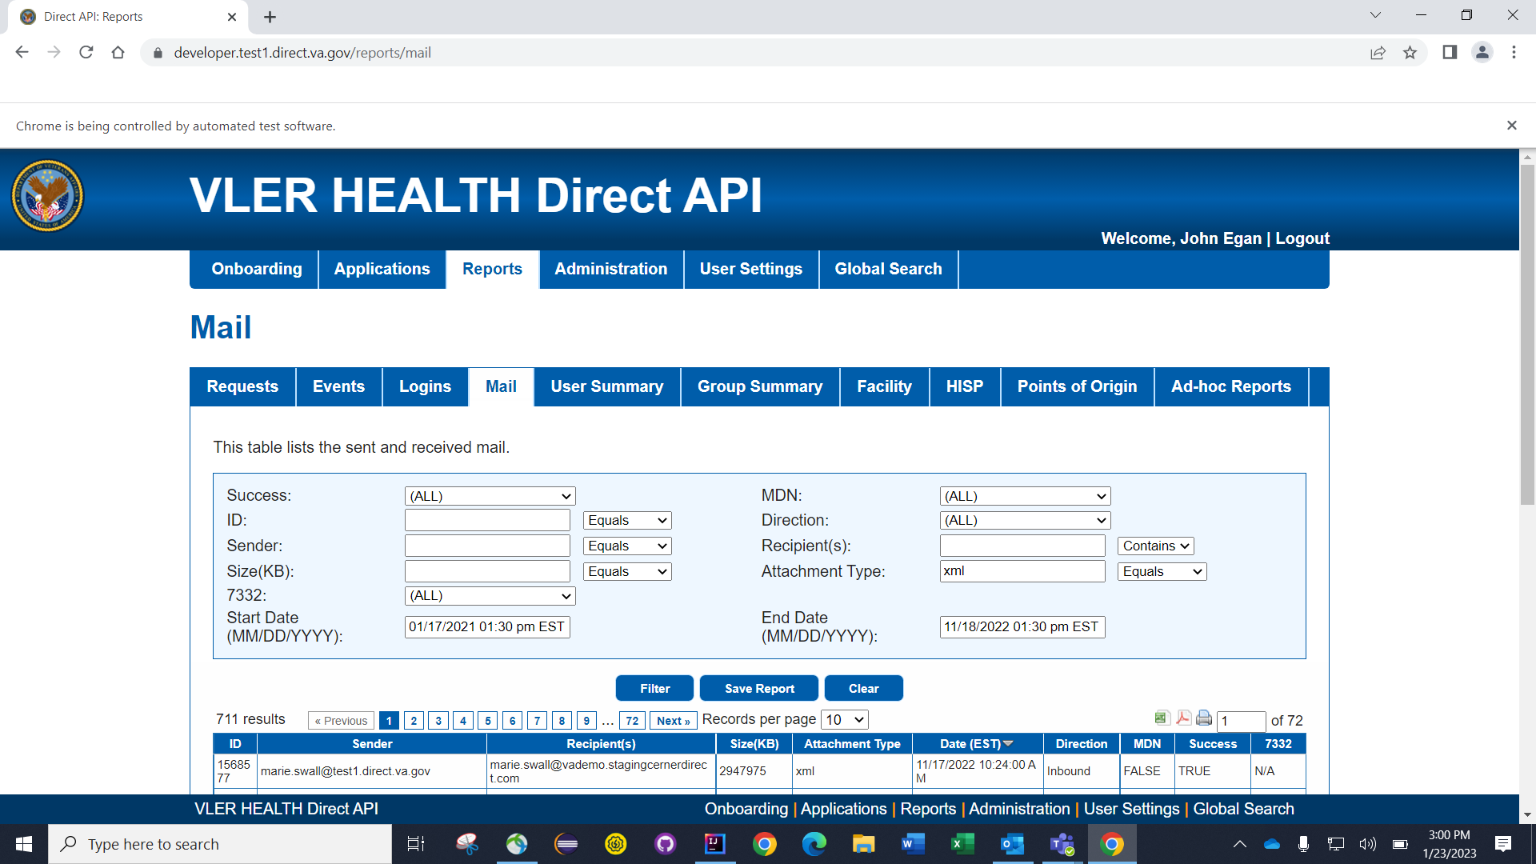 Direct API: Reports
developer.test1.direct.va.gov/reports/mail
Chrome is being controlled by automated test software.
VLER HEALTH Direct API
Welcome, John Egan | Logout
Onboarding Applications Reports Administration User Settings Global Search
Mail
Requests Events Logins Mail User Summary Group Summary Facility HISP Points of Origin Ad-hoc Reports
This table lists the sent and received mail.
Success: (ALL) MDN: (ALL)
ID: Equals Direction: (ALL)
Sender: Equals Recipient(s): Contains
Size(KB): Equals Attachment Type: xml Equals
7332: (ALL)
Start Date (MM/DD/YYYY): 01/17/2021 01:30 pm EST End Date (MM/DD/YYYY): 11/18/2022 01:30 pm EST
Filter Save Report Clear
711 results « Previous 1 2 3 4 5 6 7 8 9 ... 72 Next » Records per page 10 1 of 72
ID Sender Recipient(s) Size(KB) Attachment Type Date (EST) Direction MDN Success 7332
1568577 marie.swall@test1.direct.va.gov marie.swall@vademo.stagingcernerdirect.com 2947975 xml 11/17/2022 10:24:00 AM Inbound FALSE TRUE N/A
VLER HEALTH Direct API Onboarding | Applications | Reports | Administration | User Settings | Global Search
Type here to search
3:00 PM
1/23/2023